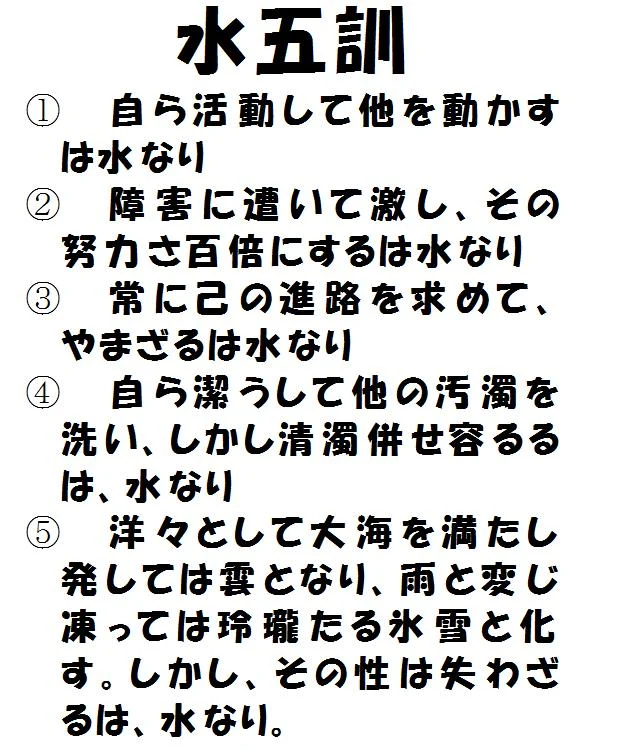 水五訓
① 自ら活動して他を動かす
は水なり
② 障害に遭いて激し、その
努力さ百倍にするは水なり
③ 常に己の進路を求めて、
やまざるは水なり
④ 自ら潔うして他の汚濁を
洗い、しかし清濁併せ容るる
は、水なり
⑤ 洋々として大海を満たし
発しては雲となり、雨と変じ
凍っては玲瓏たる氷雪と化
す。しかし、その性は失わざ
るは、水なり。